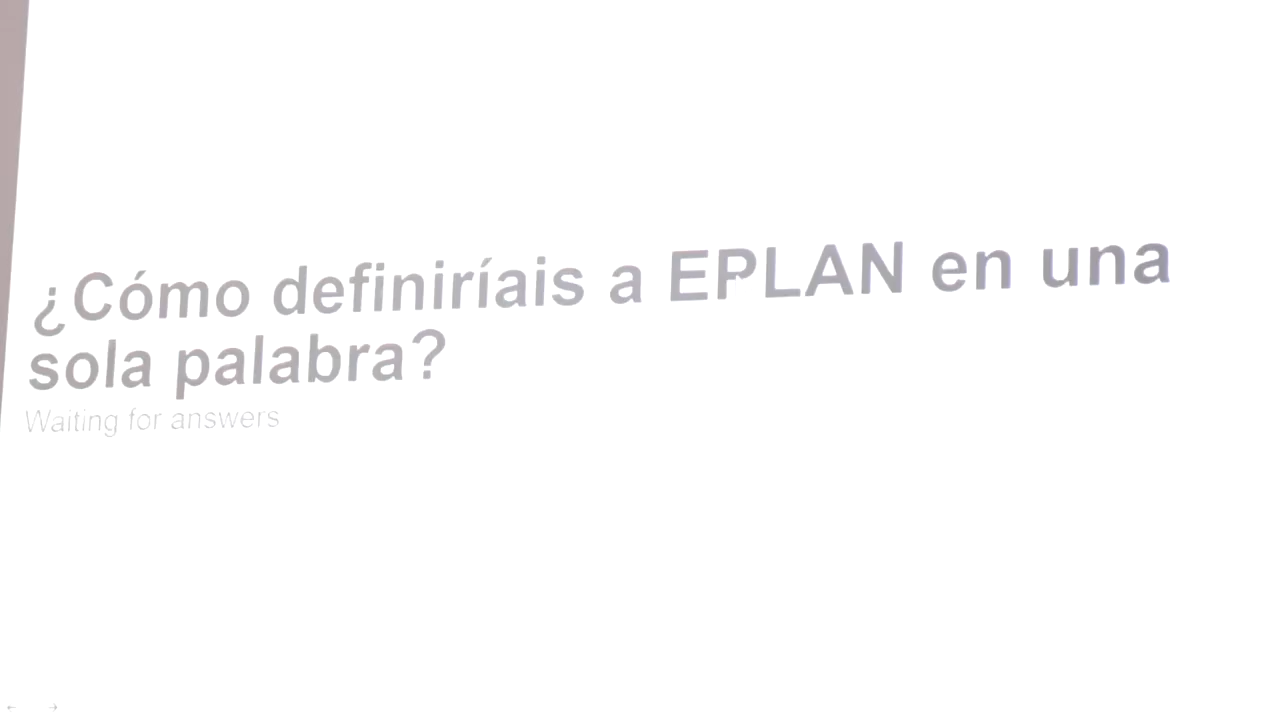 ¿Cómo definiríais a EPLAN en una
sola palabra?
Waiting for answers